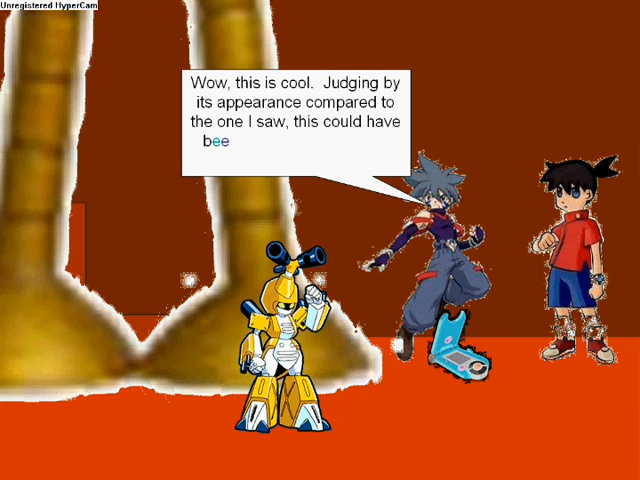 Unregistered HyperCam
Wow, this is cool.  Judging by
its appearance compared to
the one I saw, this could have
bee